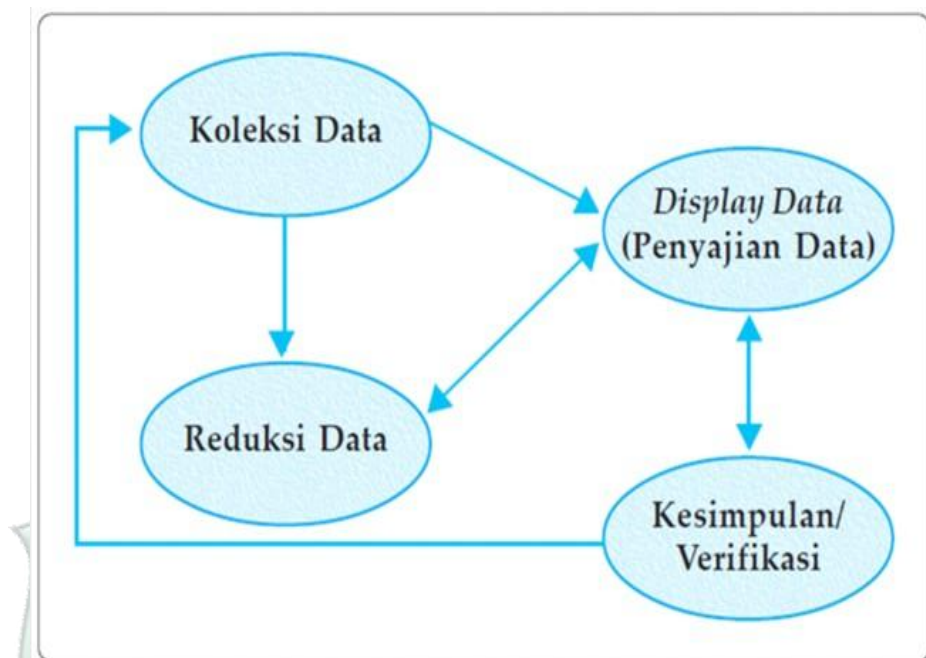 Koleksi Data
Display Data
(Penyajian Data)
Reduksi Data
Kesimpulan/
Verifikasi